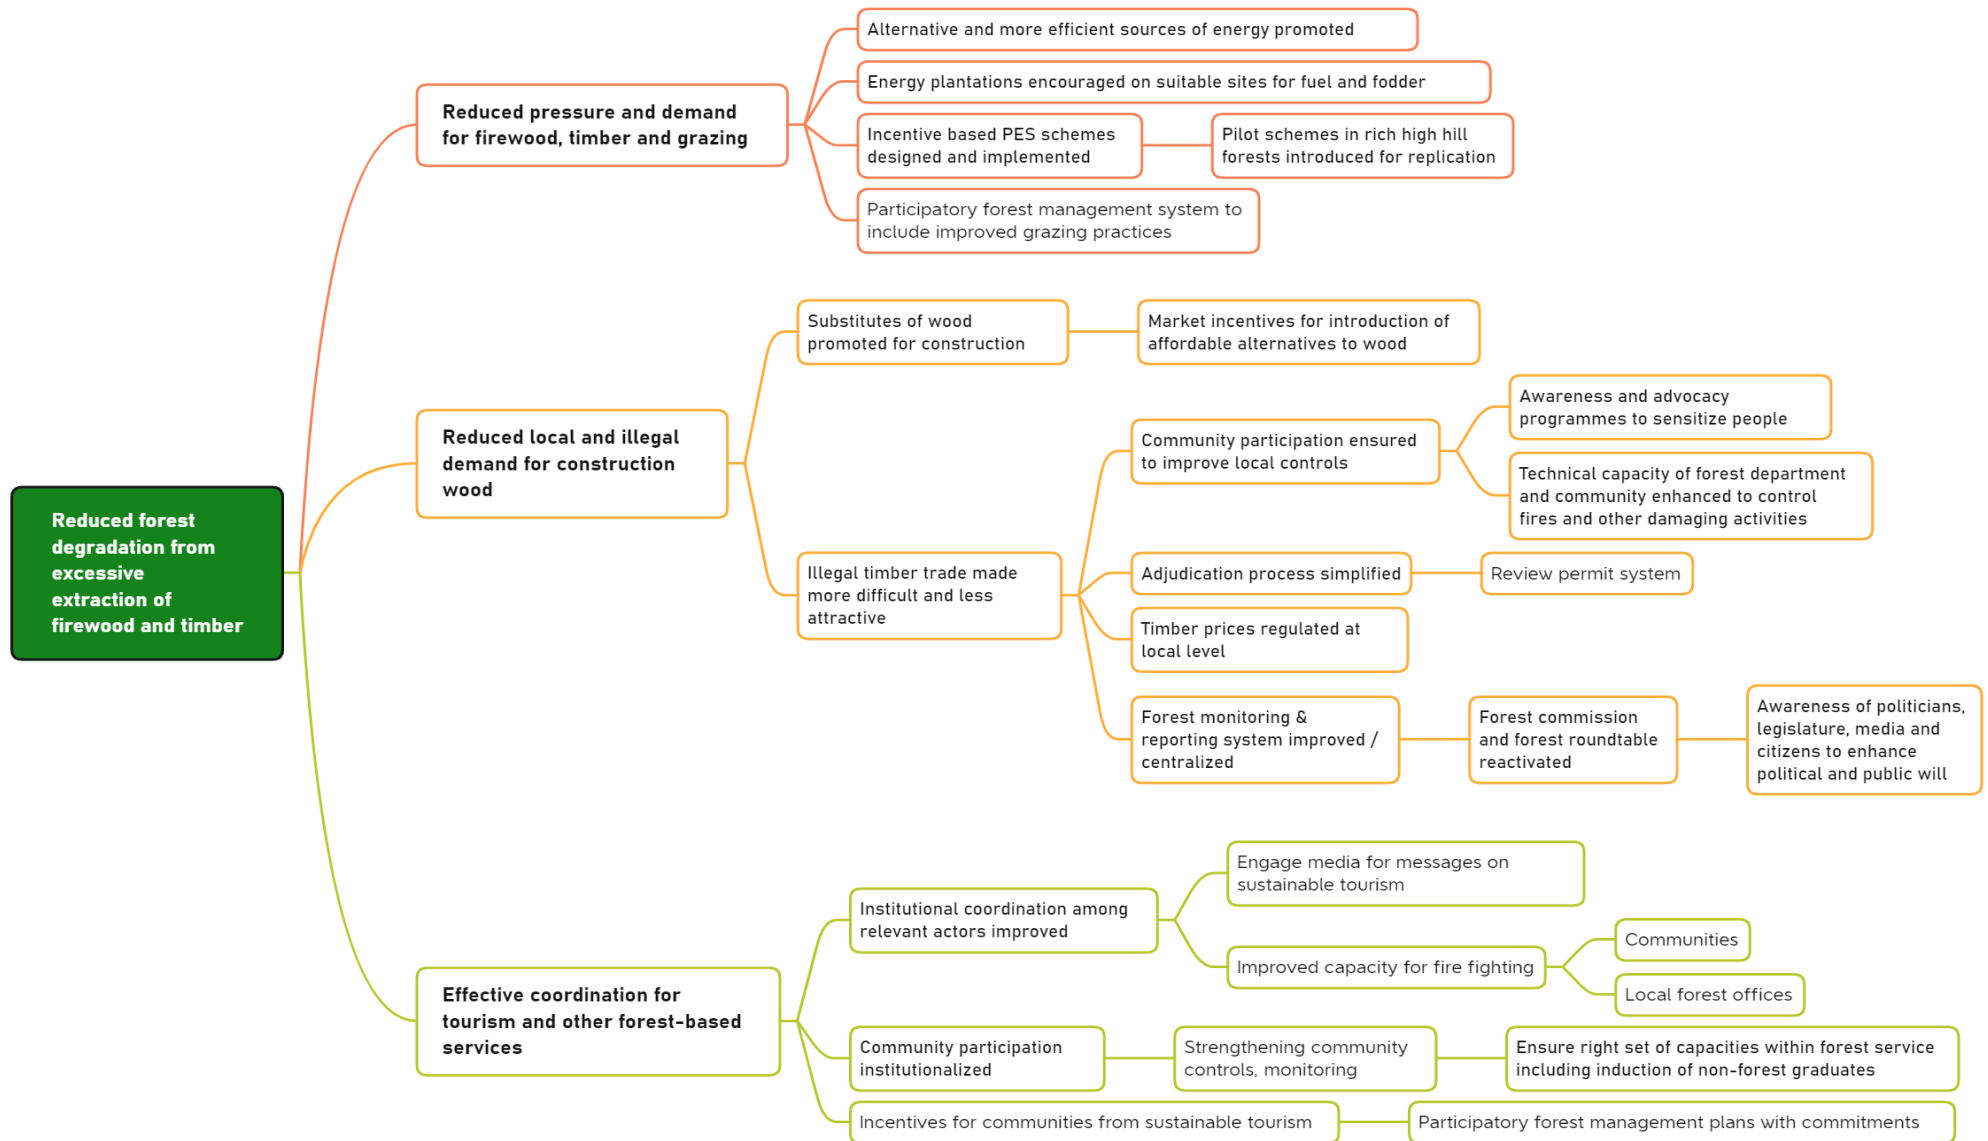 Reduced forest
degradation from
excessive
extraction of
firewood and timber
Reduced pressure and demand
for firewood, timber and grazing
Alternative and more efficient sources of energy promoted
Energy plantations encouraged on suitable sites for fuel and fodder
Incentive based PES schemes
designed and implemented
Pilot schemes in rich high hill
forests introduced for replication
Participatory forest management system to
include improved grazing practices
Reduced local and illegal
demand for construction
wood
Substitutes of wood
promoted for construction
Market incentives for introduction of
affordable alternatives to wood
Illegal timber trade made
more difficult and less
attractive
Community participation ensured
to improve local controls
Awareness and advocacy
programmes to sensitize people
Technical capacity of forest department
and community enhanced to control
fires and other damaging activities
Adjudication process simplified
Review permit system
Timber prices regulated at
local level
Forest monitoring &
reporting system improved /
centralized
Forest commission
and forest roundtable
reactivated
Awareness of politicians,
legislature, media and
citizens to enhance
political and public will
Effective coordination for
tourism and other forest-based
services
Institutional coordination among
relevant actors improved
Engage media for messages on
sustainable tourism
Improved capacity for fire fighting
Communities
Local forest offices
Community participation
institutionalized
Strengthening community
controls, monitoring
Ensure right set of capacities within forest service
including induction of non-forest graduates
Incentives for communities from sustainable tourism
Participatory forest management plans with commitments